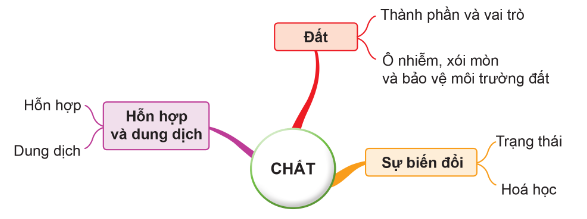 Thành phần và vai trò
Đất
Ô nhiễm, xói mòn
và bảo vệ môi trường đất
Hỗn hợp
Hỗn hợp
và dung dịch
Dung dịch
CHẤT
Sự biến đổi
Trạng thái
Hoá học